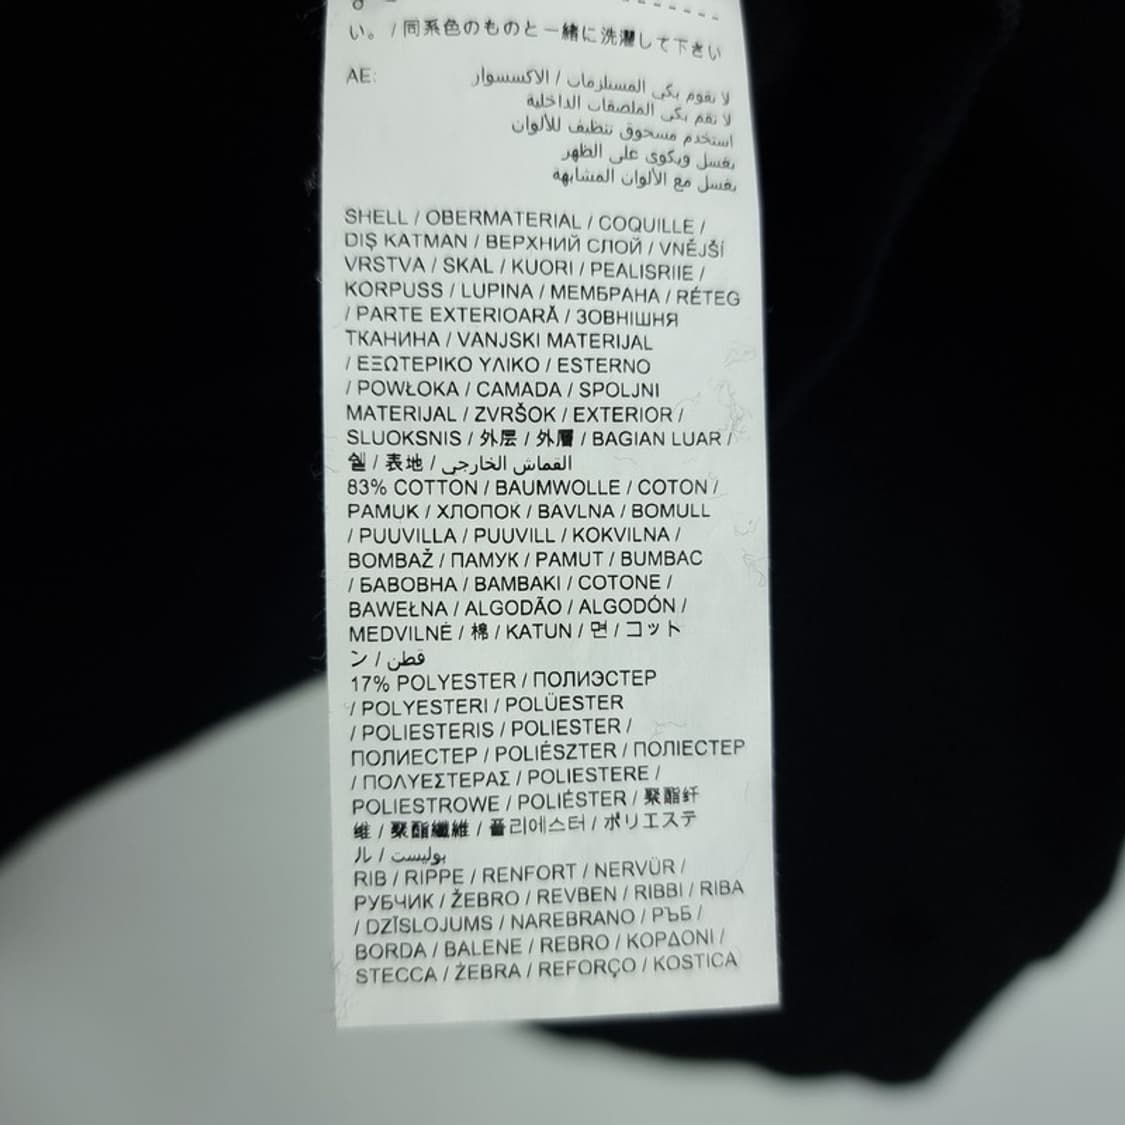 い。 / 同系色のものと一緒に洗濯して下さい
AE:
لا تقوم بكي المستلزمات / الاكسسوار
لا تقم بكي الملصقات الداخلية
استخدم مسحوق تنظيف للألوان
يغسل ويكوى على الظهر
يغسل مع الألوان المشابهة
SHELL / OBERMATERIAL / COQUILLE /
DIŞ KATMAN / ВЕРХНИЙ СЛОЙ / VNĚJŠÍ
VRSTVA / SKAL / KUORI / PEALISRIIE /
KORPUSS / LUPINA / МЕМБРАНА / RÉTEG
/ PARTE EXTERIOARĂ / ЗОВНІШНЯ
ТКАНИНА / VANJSKI MATERIJAL
/ ΕΞΩΤΕΡΙΚΟ ΥΛΙΚΟ / ESTERNO
/ POWŁOKA / CAMADA / SPOLJNI
MATERIJAL / ZVRŠOK / EXTERIOR /
SLUOKSNIS / 外层 / 外層 / BAGIAN LUAR /
쉘 / 表地 / القماش الخارجي
83% COTTON / BAUMWOLLE / COTON /
PAMUK / ХЛОПОК / BAVLNA / BOMULL
/ PUUVILLA / PUUVILL / KOKVILNA /
BOMBAŽ / ПАМУК / PAMUT / BUMBAC
/ БАВОВНА / BAMBAKI / COTONE /
BAWEŁNA / ALGODÃO / ALGODÓN /
MEDVILNĖ / 棉 / KATUN / 면 / コット
ン / قطن
17% POLYESTER / ПОЛИЭСТЕР
/ POLYESTERI / POLÜESTER
/ POLIESTERIS / POLIESTER /
ПОЛИЕСТЕР / POLIÉSZTER / ПОЛІЕСТЕР
/ ΠΟΛΥΕΣΤΕΡΑΣ / POLIESTERE /
POLIESTROWE / POLIÉSTER / 聚酯纤
维 / 聚酯纖維 / 폴리에스터 / ポリエステ
ル / بوليست
RIB / RIPPE / RENFORT / NERVÜR /
РУБЧИК / ŽEBRO / REVBEN / RIBBI / RIBA
/ DZĪSLOJUMS / NAREBRANO / РЪБ /
BORDA / BALENE / REBRO / ΚΟΡΔΟΝΙ /
STECCA / ŻEBRA / REFORÇO / KOSTICA